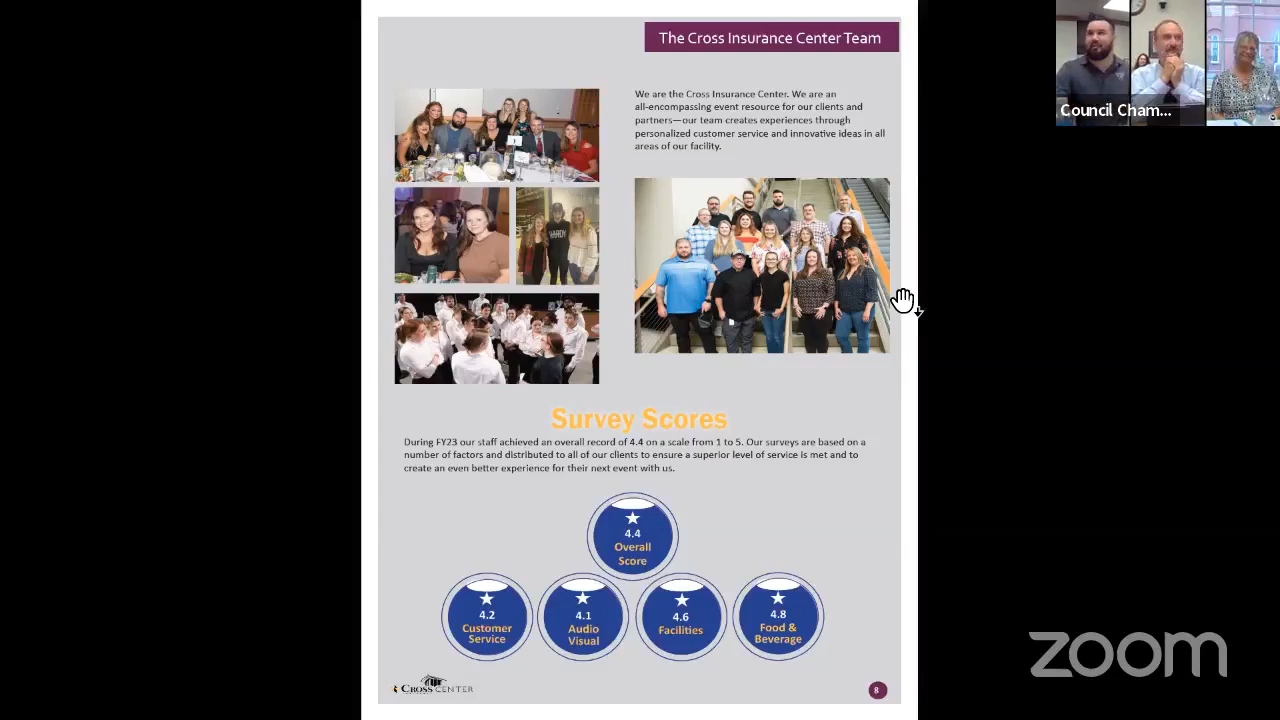 The Cross Insurance Center Team
We are the Cross Insurance Center. We are an
all-encompassing event resource for our clients and
partners—our team creates experiences through
personalized customer service and innovative ideas in all
areas of our facility.
Council Cham...
HARDY
Survey Scores
During FY23 our staff achieved an overall record of 4.4 on a scale from 1 to 5. Our surveys are based on a
number of factors and distributed to all of our clients to ensure a superior level of service is met and to
create an even better experience for their next event with us.
4.4
Overall
Score
4.2
Customer
Service
4.1
Audio
Visual
4.6
Facilities
4.8
Food &
Beverage
CROSS CENTER
8
zoom